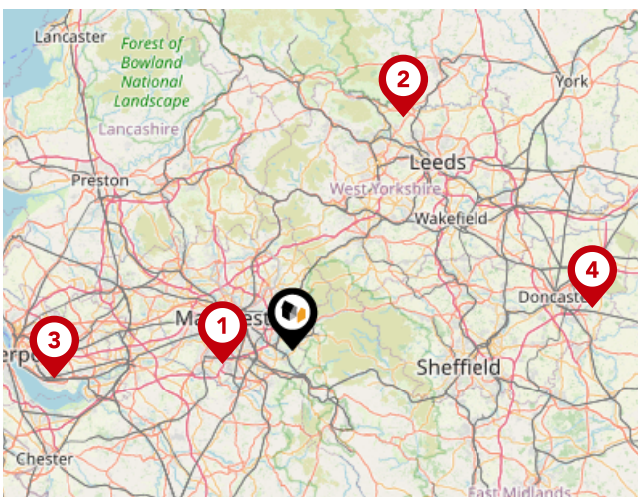 Lancaster
Forest of
Bowland
National
Landscape
Lancashire
Preston
2
York
Leeds
West Yorkshire
Wakefield
4
Doncaste
1
3
Sheffield
Chester
East Midlands